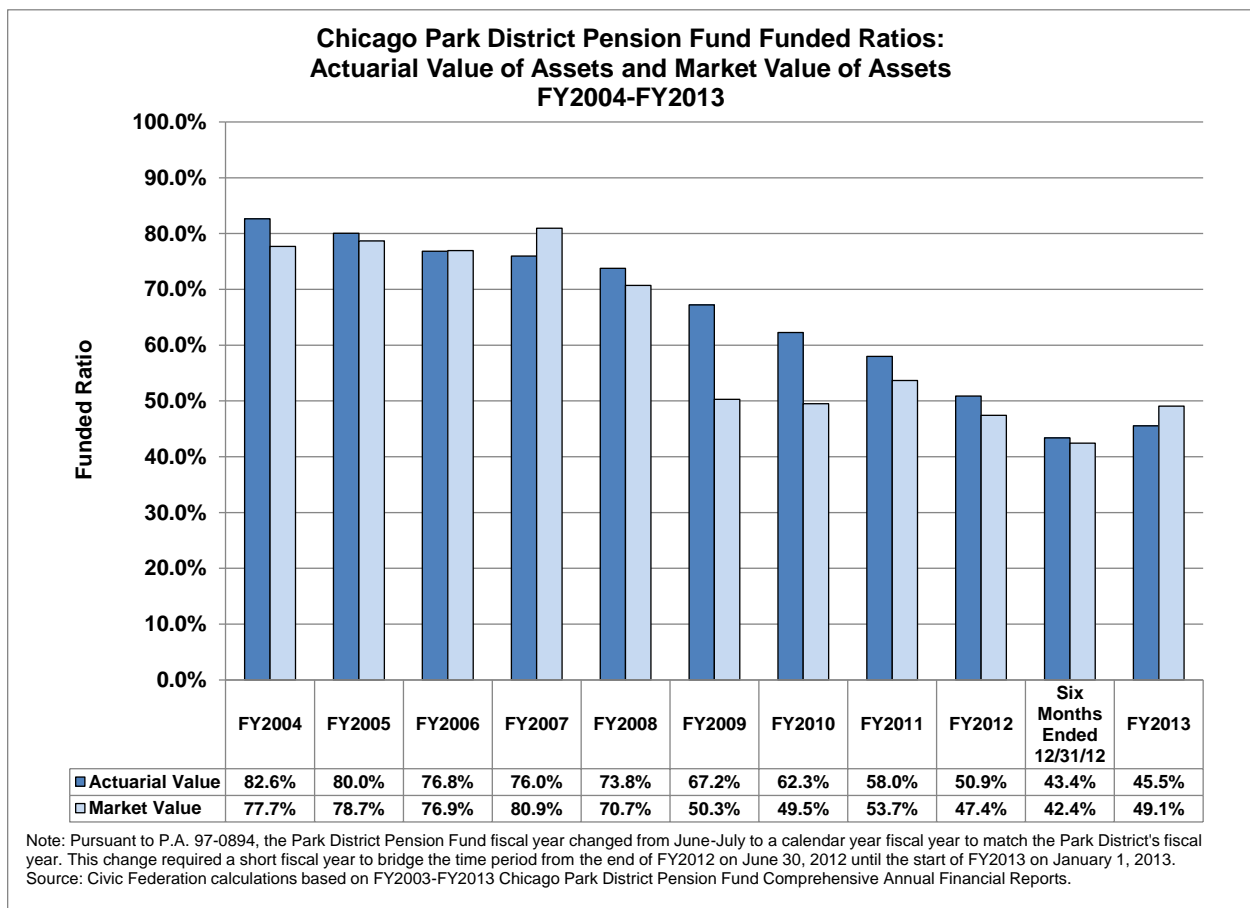 Chicago Park District Pension Fund Funded Ratios:
Actuarial Value of Assets and Market Value of Assets
FY2004-FY2013
100.0%
90.0%
80.0%
70.0%
60.0%
50.0%
40.0%
30.0%
20.0%
10.0%
0.0%
Funded Ratio
FY2004 FY2005 FY2006 FY2007 FY2008 FY2009 FY2010 FY2011 FY2012 Six Months Ended 12/31/12 FY2013
Actuarial Value 82.6% 80.0% 76.8% 76.0% 73.8% 67.2% 62.3% 58.0% 50.9% 43.4% 45.5%
Market Value 77.7% 78.7% 76.9% 80.9% 70.7% 50.3% 49.5% 53.7% 47.4% 42.4% 49.1%
Note: Pursuant to P.A. 97-0894, the Park District Pension Fund fiscal year changed from June-July to a calendar year fiscal year to match the Park District's fiscal
year. This change required a short fiscal year to bridge the time period from the end of FY2012 on June 30, 2012 until the start of FY2013 on January 1, 2013.
Source: Civic Federation calculations based on FY2003-FY2013 Chicago Park District Pension Fund Comprehensive Annual Financial Reports.